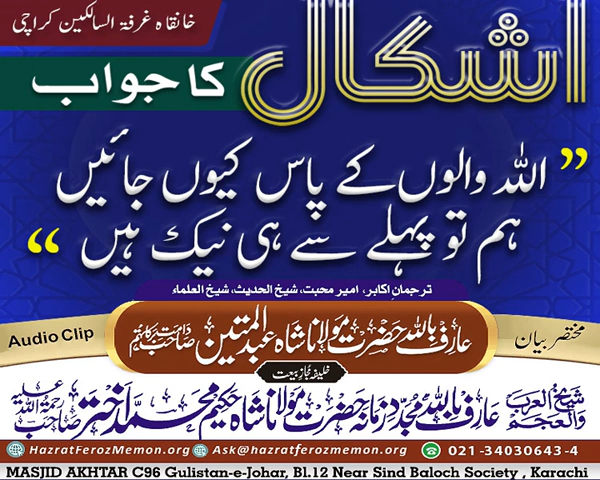 خانقاہ غرفۃ السالکین کراچی
اشکال
کا جواب
”اللہ والوں کے پاس کیوں جائیں
ہم تو پہلے سے ہی نیک ہیں“
ترجمانِ اکابر، امیر محبت، شیخ الحدیث، شیخ العلماء
Audio Clip
عارف باللہ حضرت مولانا شاہ عبدالمتین صاحب دامت برکاتہم
مختصر بیان
خلیفہ مجاز بیعت
شیخ العرب والعجم عارف باللہ مجدد زمانہ حضرت مولانا شاہ حکیم محمد اختر صاحب رحمۃ اللہ علیہ
HazratFerozMemon.org Ask@hazratferozmemon.org 021-34030643-4
MASJID AKHTAR C96 Gulistan-e-Johar, Bl.12 Near Sind Baloch Society , Karachi